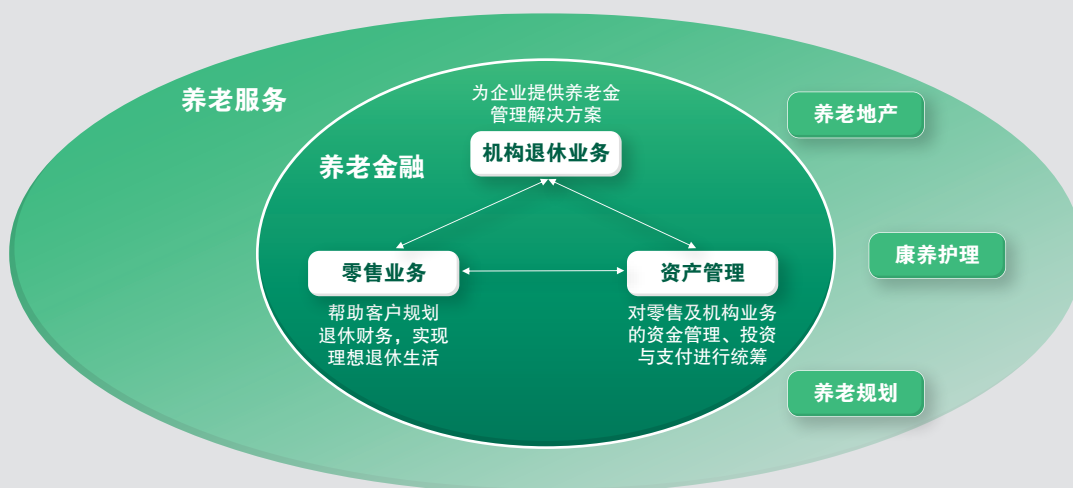 养老服务
为企业提供养老金
管理解决方案
机构退休业务
养老金融
零售业务
帮助客户规划
退休财务，实现
理想退休生活
资产管理
对零售及机构业务
的资金管理、投资
与支付进行统筹
养老地产
康养护理
养老规划